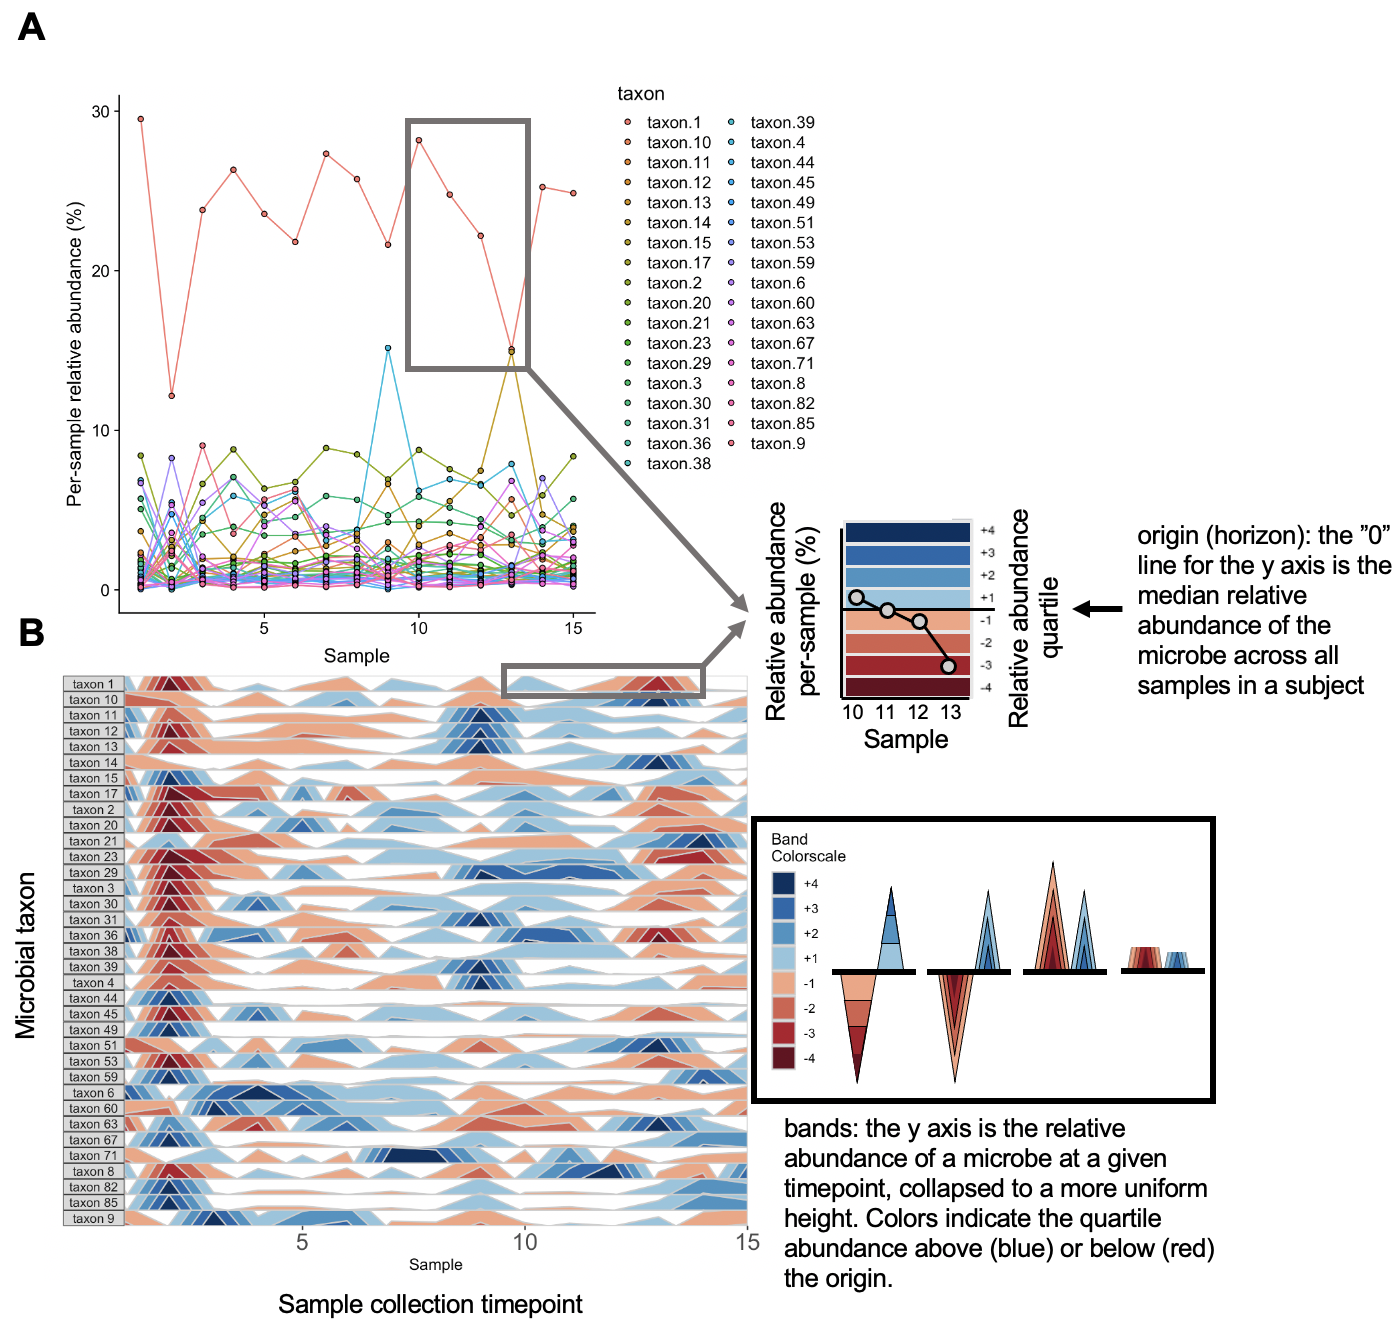 A
Per-sample relative abundance (%)
30
20
10
0
5
10
15
Sample
taxon
taxon.1
taxon.10
taxon.11
taxon.12
taxon.13
taxon.14
taxon.15
taxon.17
taxon.2
taxon.20
taxon.21
taxon.23
taxon.29
taxon.3
taxon.30
taxon.31
taxon.36
taxon.38
taxon.39
taxon.4
taxon.44
taxon.45
taxon.49
taxon.51
taxon.53
taxon.59
taxon.6
taxon.60
taxon.63
taxon.67
taxon.71
taxon.8
taxon.82
taxon.85
taxon.9
Relative abundance
per-sample (%)
+4
+3
+2
+1
-1
-2
-3
-4
10 11 12 13
Sample
Relative abundance
quartile
origin (horizon): the ”0”
line for the y axis is the
median relative
abundance of the
microbe across all
samples in a subject
B
Microbial taxon
taxon 1
taxon 10
taxon 11
taxon 12
taxon 13
taxon 14
taxon 15
taxon 17
taxon 2
taxon 20
taxon 21
taxon 23
taxon 29
taxon 3
taxon 30
taxon 31
taxon 36
taxon 38
taxon 39
taxon 4
taxon 44
taxon 45
taxon 49
taxon 51
taxon 53
taxon 59
taxon 6
taxon 60
taxon 63
taxon 67
taxon 71
taxon 8
taxon 82
taxon 85
taxon 9
5
10
15
Sample
Sample collection timepoint
Band
Colorscale
+4
+3
+2
+1
-1
-2
-3
-4
bands: the y axis is the relative
abundance of a microbe at a given
timepoint, collapsed to a more uniform
height. Colors indicate the quartile
abundance above (blue) or below (red)
the origin.